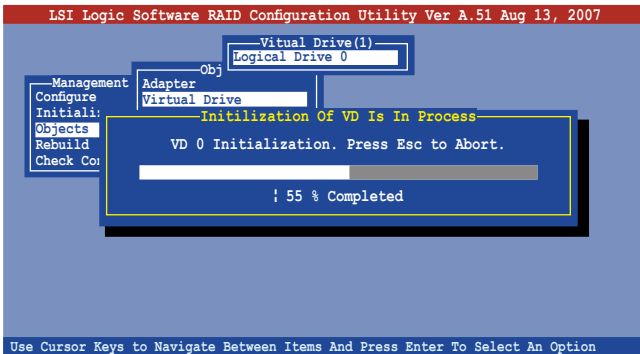 LSI Logic Software RAID Configuration Utility Ver A.51 Aug 13, 2007
Vitual Drive(1)
Logical Drive 0
Obj
Adapter
Virtual Drive
Management
Configure
Initiali
Objects
Rebuild
Check Co
Initilization Of VD Is In Process
VD 0 Initialization. Press Esc to Abort.
¦ 55 % Completed
Use Cursor Keys to Navigate Between Items And Press Enter To Select An Option